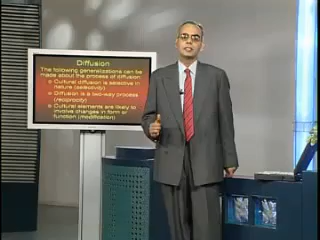 Diffusion
The following generalizations can be
made about the process of diffusion:
o Cultural diffusion is selective in
nature (selectivity)
o Diffusion is a two-way process
(reciprocity)
o Cultural elements are likely to
involve changes in form or
function (modification)